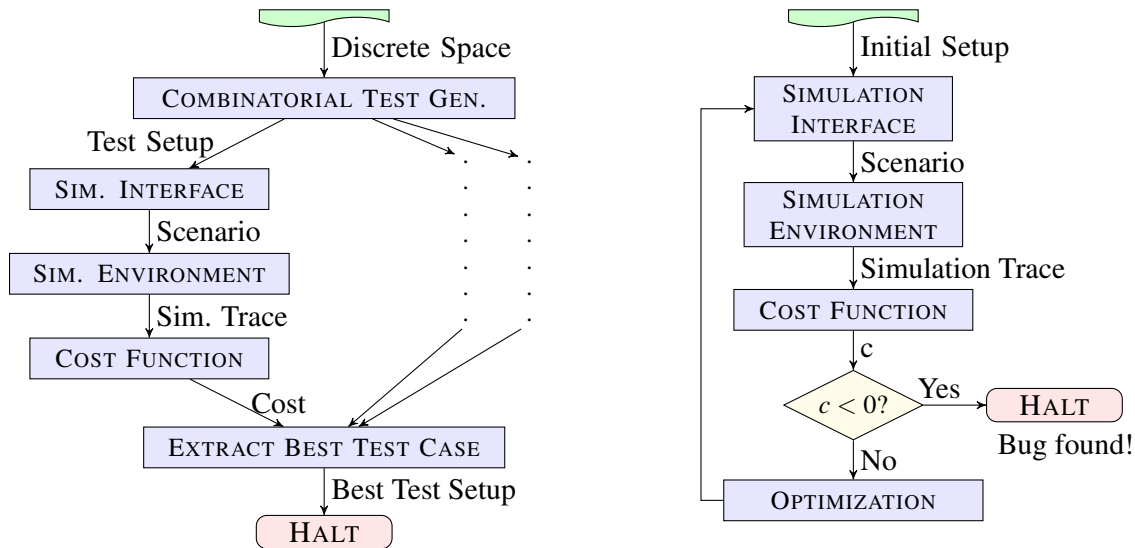 Discrete Space
COMBINATORIAL TEST GEN.
Test Setup
SIM. INTERFACE
Scenario
SIM. ENVIRONMENT
Sim. Trace
COST FUNCTION
Cost
EXTRACT BEST TEST CASE
Best Test Setup
HALT
Initial Setup
SIMULATION
INTERFACE
Scenario
SIMULATION
ENVIRONMENT
Simulation Trace
COST FUNCTION
c
c < 0?
Yes
HALT
Bug found!
No
OPTIMIZATION